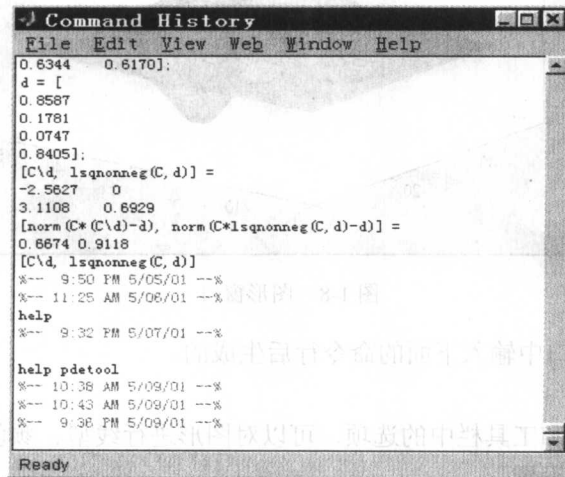 Command History
File Edit View Web Window Help
0.6344 0.6170];
d = [
0.8587
0.1781
0.0747
0.8405];
[C\d, lsqnonneg(C,d)] =
-2.5627 0
3.1108 0.6929
[norm(C*(C\d)-d), norm(C*lsqnonneg(C,d)-d)] =
0.6674 0.9118
[C\d, lsqnonneg(C,d)]
%-- 9:50 PM 5/05/01 --%
%-- 11:25 AM 5/06/01 --%
help
%-- 9:32 PM 5/07/01 --%
help pdetool
%-- 10:38 AM 5/09/01 --%
%-- 10:43 AM 5/09/01 --%
%-- 9:36 PM 5/09/01 --%
Ready